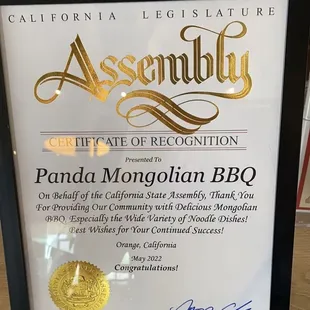 CALIFORNIA LEGISLATURE
Assembly
CERTIFICATE OF RECOGNITION
Presented To
Panda Mongolian BBQ
On Behalf of the California State Assembly, Thank You
For Providing Our Community with Delicious Mongolian
BBQ, Especially the Wide Variety of Noodle Dishes!
Best Wishes for Your Continued Success!
Orange, California
May 2022
Congratulations!